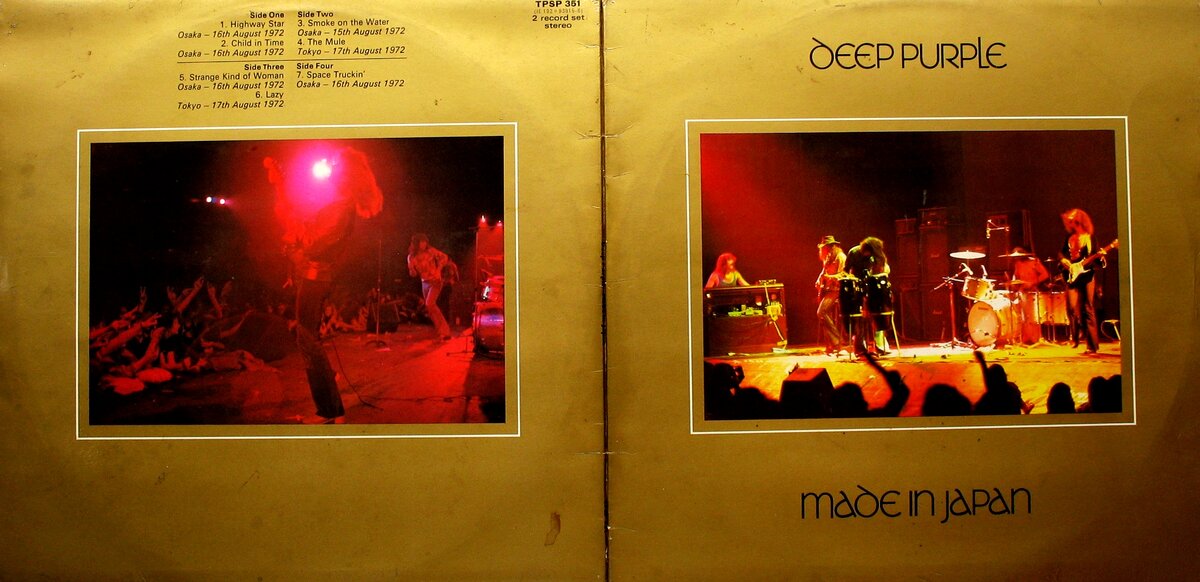 Side One
1. Highway Star
Osaka – 16th August 1972
2. Child in Time
Osaka – 16th August 1972
Side Two
3. Smoke on the Water
Osaka – 15th August 1972
4. The Mule
Tokyo – 17th August 1972
Side Three
5. Strange Kind of Woman
Osaka – 16th August 1972
6. Lazy
Tokyo – 17th August 1972
Side Four
7. Space Truckin'
Osaka – 16th August 1972
TPSP 351
2 record set
stereo
DEEP PURPLE
MADE IN JAPAN